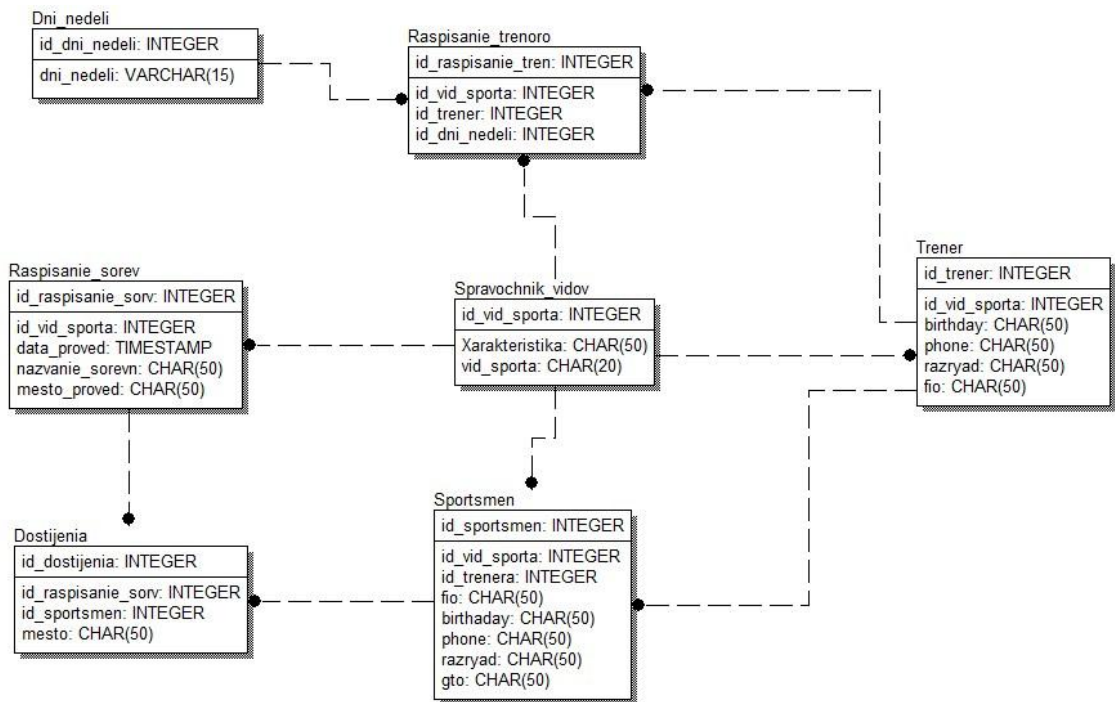 Dni_nedeli
id_dni_nedeli: INTEGER
dni_nedeli: VARCHAR(15)
Raspisanie_trenoro
id_raspisanie_tren: INTEGER
id_vid_sporta: INTEGER
id_trener: INTEGER
id_dni_nedeli: INTEGER
Trener
id_trener: INTEGER
id_vid_sporta: INTEGER
birthday: CHAR(50)
phone: CHAR(50)
razryad: CHAR(50)
fio: CHAR(50)
Raspisanie_sorev
id_raspisanie_sorv: INTEGER
id_vid_sporta: INTEGER
data_proved: TIMESTAMP
nazvanie_sorevn: CHAR(50)
mesto_proved: CHAR(50)
Spravochnik_vidov
id_vid_sporta: INTEGER
Xarakteristika: CHAR(50)
vid_sporta: CHAR(20)
Dostijenia
id_dostijenia: INTEGER
id_raspisanie_sorv: INTEGER
id_sportsmen: INTEGER
mesto: CHAR(50)
Sportsmen
id_sportsmen: INTEGER
id_vid_sporta: INTEGER
id_trenera: INTEGER
fio: CHAR(50)
birthaday: CHAR(50)
phone: CHAR(50)
razryad: CHAR(50)
gto: CHAR(50)